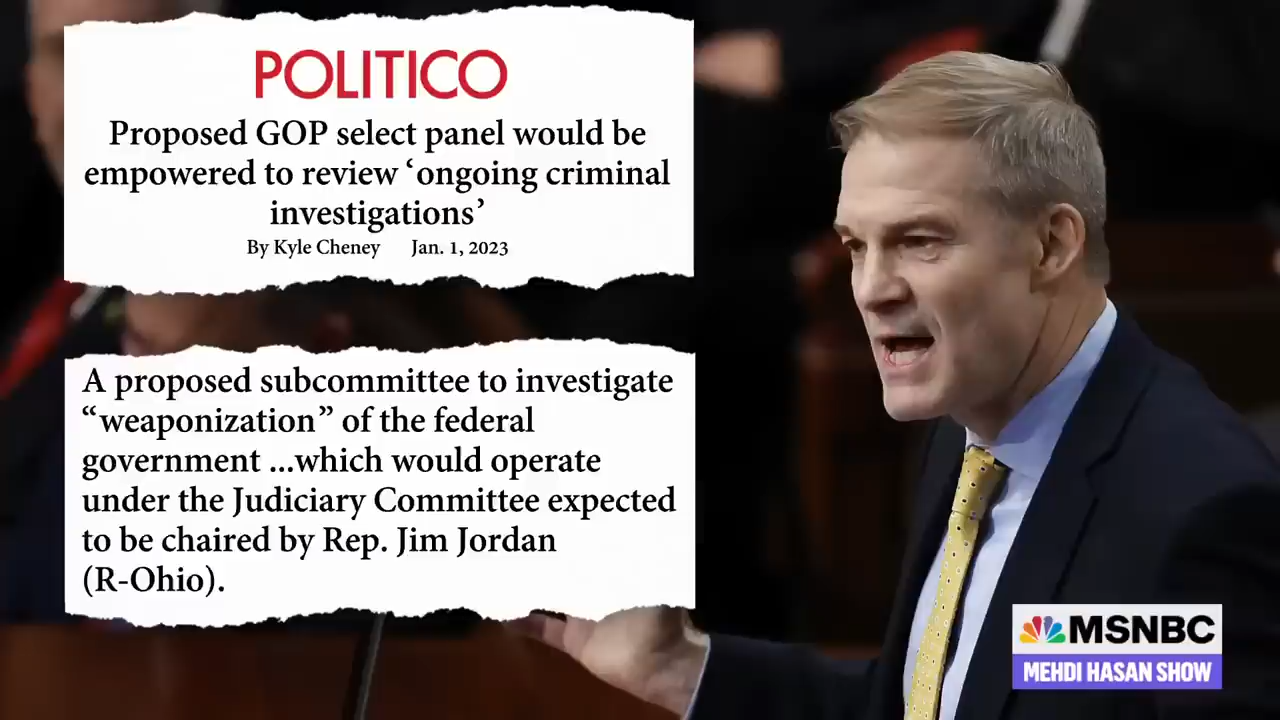 POLITICO
Proposed GOP select panel would be
empowered to review ‘ongoing criminal
investigations’
By Kyle Cheney Jan. 1, 2023
A proposed subcommittee to investigate
“weaponization” of the federal
government ...which would operate
under the Judiciary Committee expected
to be chaired by Rep. Jim Jordan
(R-Ohio).
MSNBC
MEHDI HASAN SHOW